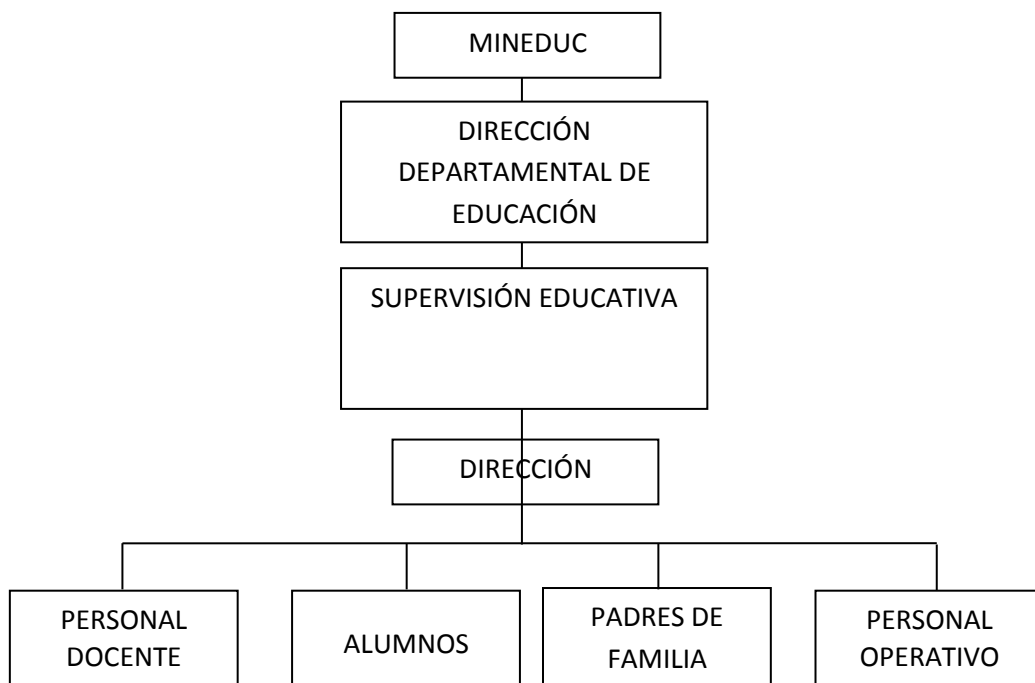 MINEDUC
DIRECCIÓN
DEPARTAMENTAL DE
EDUCACIÓN
SUPERVISIÓN EDUCATIVA
DIRECCIÓN
PERSONAL
DOCENTE
ALUMNOS
PADRES DE
FAMILIA
PERSONAL
OPERATIVO